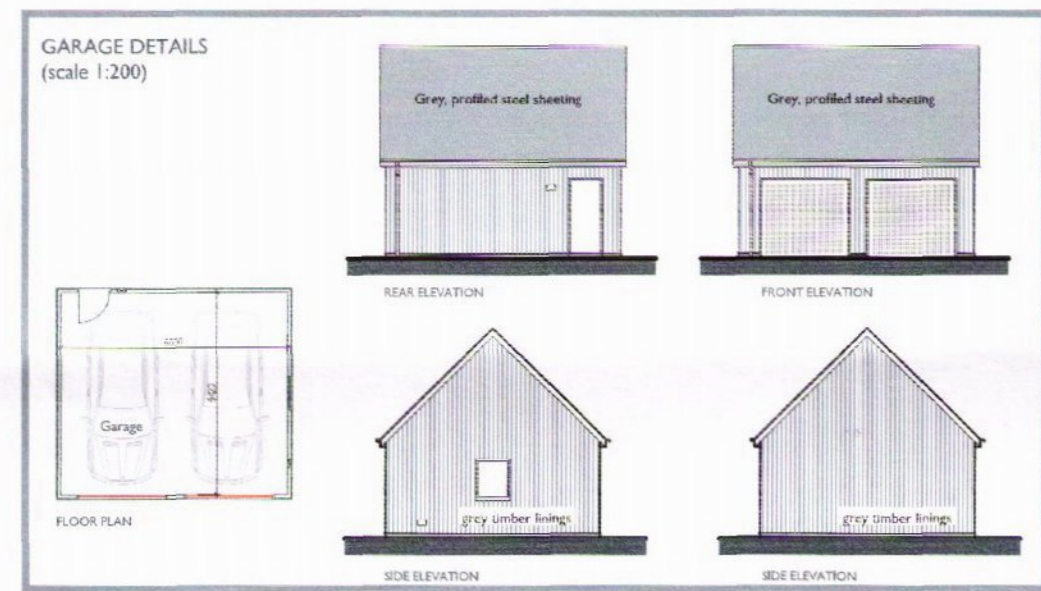 GARAGE DETAILS
(scale 1:200)
Grey, profiled steel sheeting
Grey, profiled steel sheeting
REAR ELEVATION
FRONT ELEVATION
Garage
FLOOR PLAN
grey timber linings
grey timber linings
SIDE ELEVATION
SIDE ELEVATION